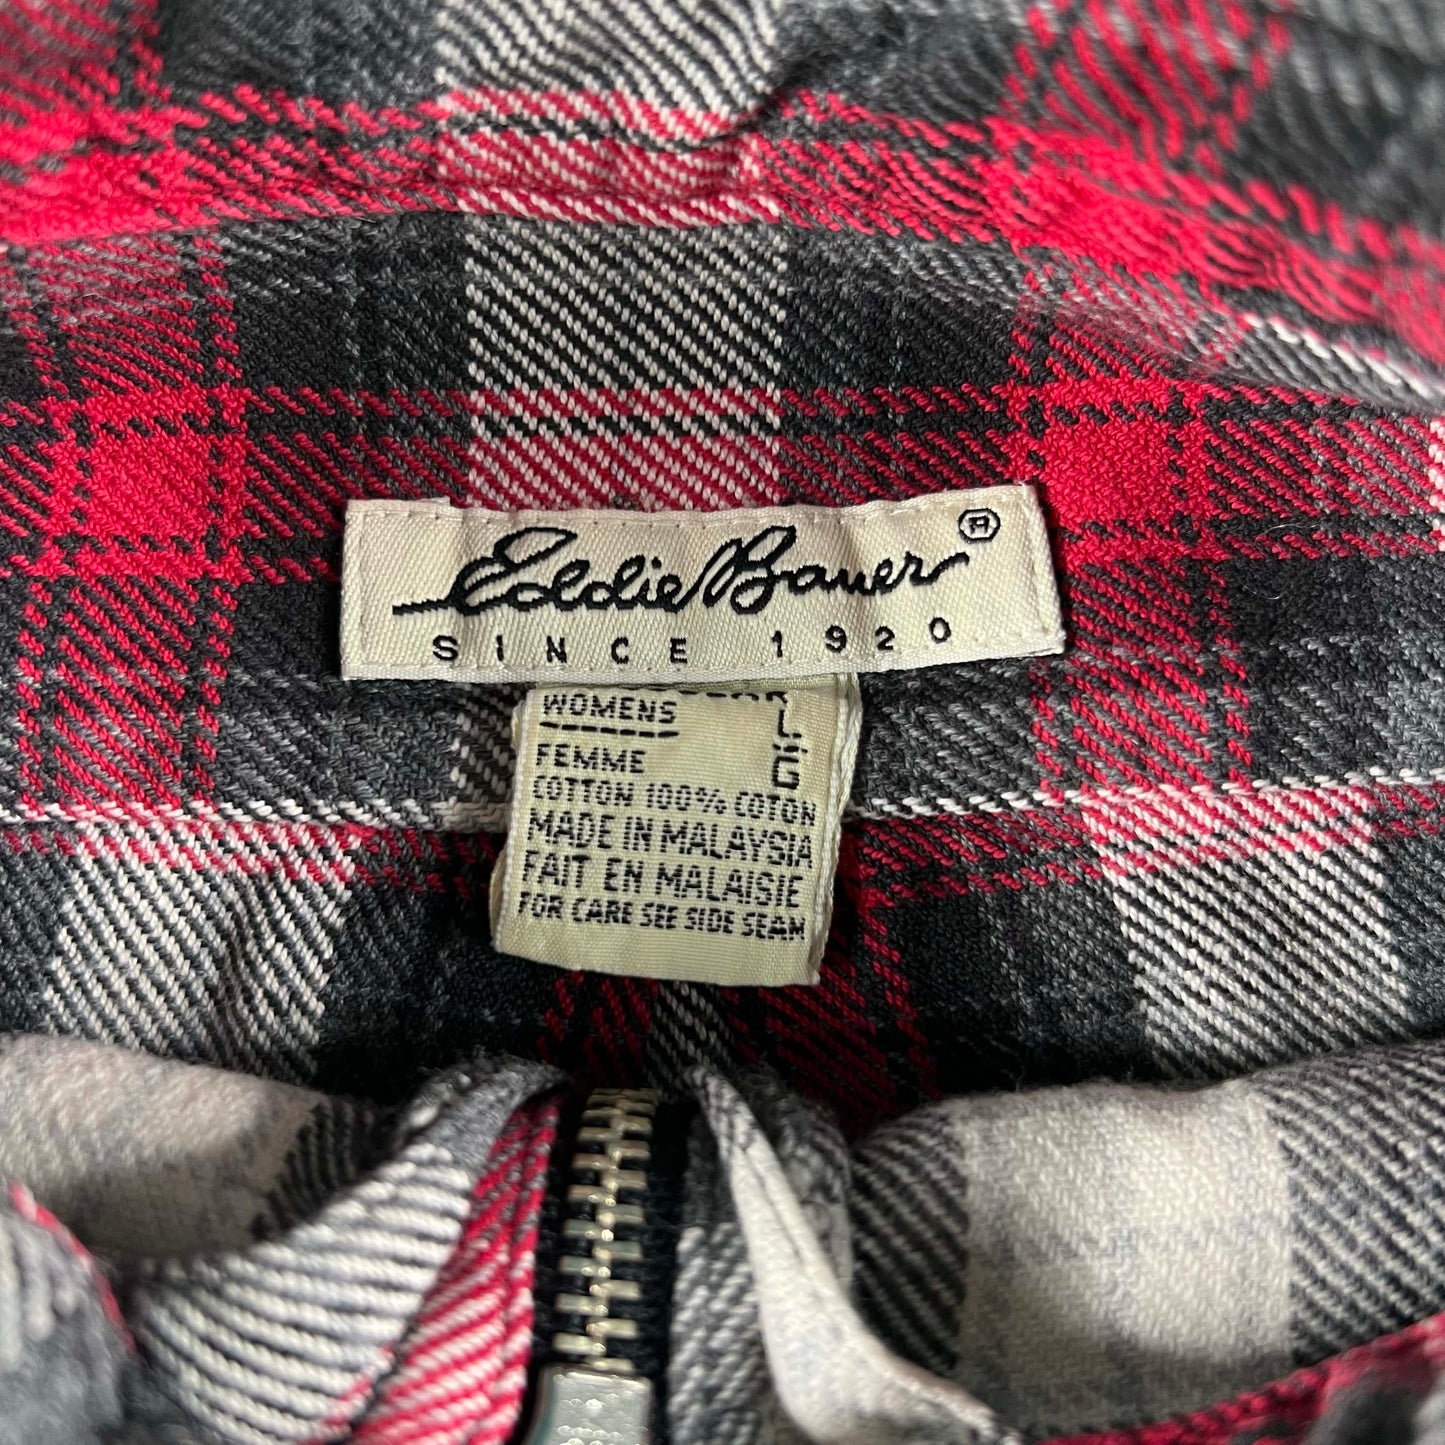 Eddie Bauer®
SINCE 1920
WOMENS L
FEMME G
COTTON 100% COTON
MADE IN MALAYSIA
FAIT EN MALAISIE
FOR CARE SEE SIDE SEAM